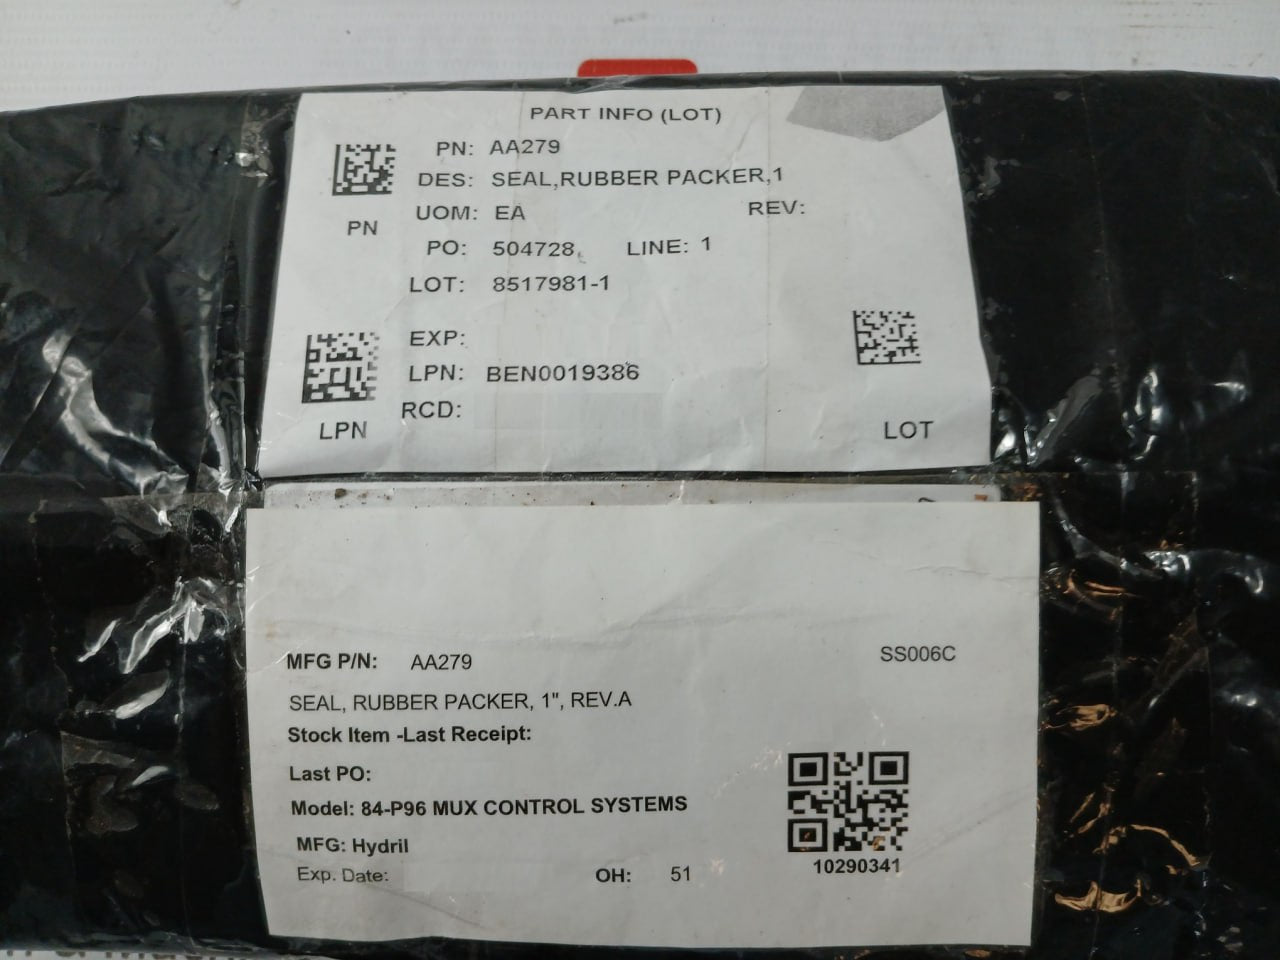 PART INFO (LOT)
PN: AA279
DES: SEAL,RUBBER PACKER,1
PN
UOM: EA REV:
PO: 504728 LINE: 1
LOT: 8517981-1
EXP:
LPN: BEN0019386
RCD:
LPN LOT
MFG P/N: AA279 SS006C
SEAL, RUBBER PACKER, 1", REV.A
Stock Item -Last Receipt:
Last PO:
Model: 84-P96 MUX CONTROL SYSTEMS
MFG: Hydril
Exp. Date: OH: 51
10290341